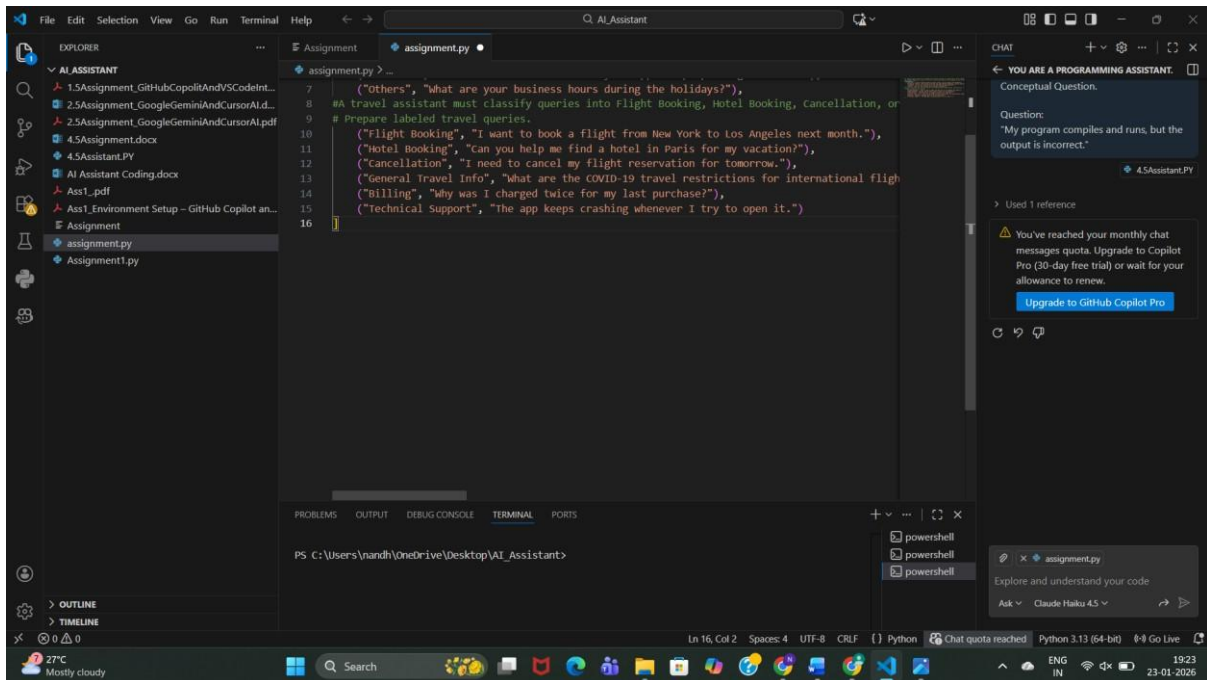 File Edit Selection View Go Run Terminal Help
AI_Assistant
EXPLORER
AI_ASSISTANT
1.5Assignment_GitHubCopolitAndVSCodeInt...
2.5Assignment_GoogleGeminiAndCursorAI.d...
2.5Assignment_GoogleGeminiAndCursorAI.pdf
4.5Assignment.docx
4.5Assistant.PY
AI Assistant Coding.docx
Ass1_.pdf
Ass1_Environment Setup – GitHub Copilot an...
Assignment
assignment.py
Assignment1.py
OUTLINE
TIMELINE
Assignment
assignment.py
assignment.py > ...
7 ("Others", "What are your business hours during the holidays?"),
8 #A travel assistant must classify queries into Flight Booking, Hotel Booking, Cancellation, or
9 # Prepare labeled travel queries.
10 ("Flight Booking", "I want to book a flight from New York to Los Angeles next month."),
11 ("Hotel Booking", "Can you help me find a hotel in Paris for my vacation?"),
12 ("Cancellation", "I need to cancel my flight reservation for tomorrow."),
13 ("General Travel Info", "What are the COVID-19 travel restrictions for international fligh
14 ("Billing", "Why was I charged twice for my last purchase?"),
15 ("Technical Support", "The app keeps crashing whenever I try to open it.")
16 ]
PROBLEMS OUTPUT DEBUG CONSOLE TERMINAL PORTS
PS C:\Users\nandh\OneDrive\Desktop\AI_Assistant>
powershell
powershell
powershell
CHAT
YOU ARE A PROGRAMMING ASSISTANT.
Conceptual Question.
Question:
"My program compiles and runs, but the
output is incorrect."
4.5Assistant.PY
> Used 1 reference
You've reached your monthly chat
messages quota. Upgrade to Copilot
Pro (30-day free trial) or wait for your
allowance to renew.
Upgrade to GitHub Copilot Pro
assignment.py
Explore and understand your code
Ask Claude Haiku 4.5
0 0 Ln 16, Col 2 Spaces: 4 UTF-8 CRLF {} Python Chat quota reached Python 3.13 (64-bit) Go Live
27°C
Mostly cloudy
Search
ENG
IN
19:23
23-01-2026